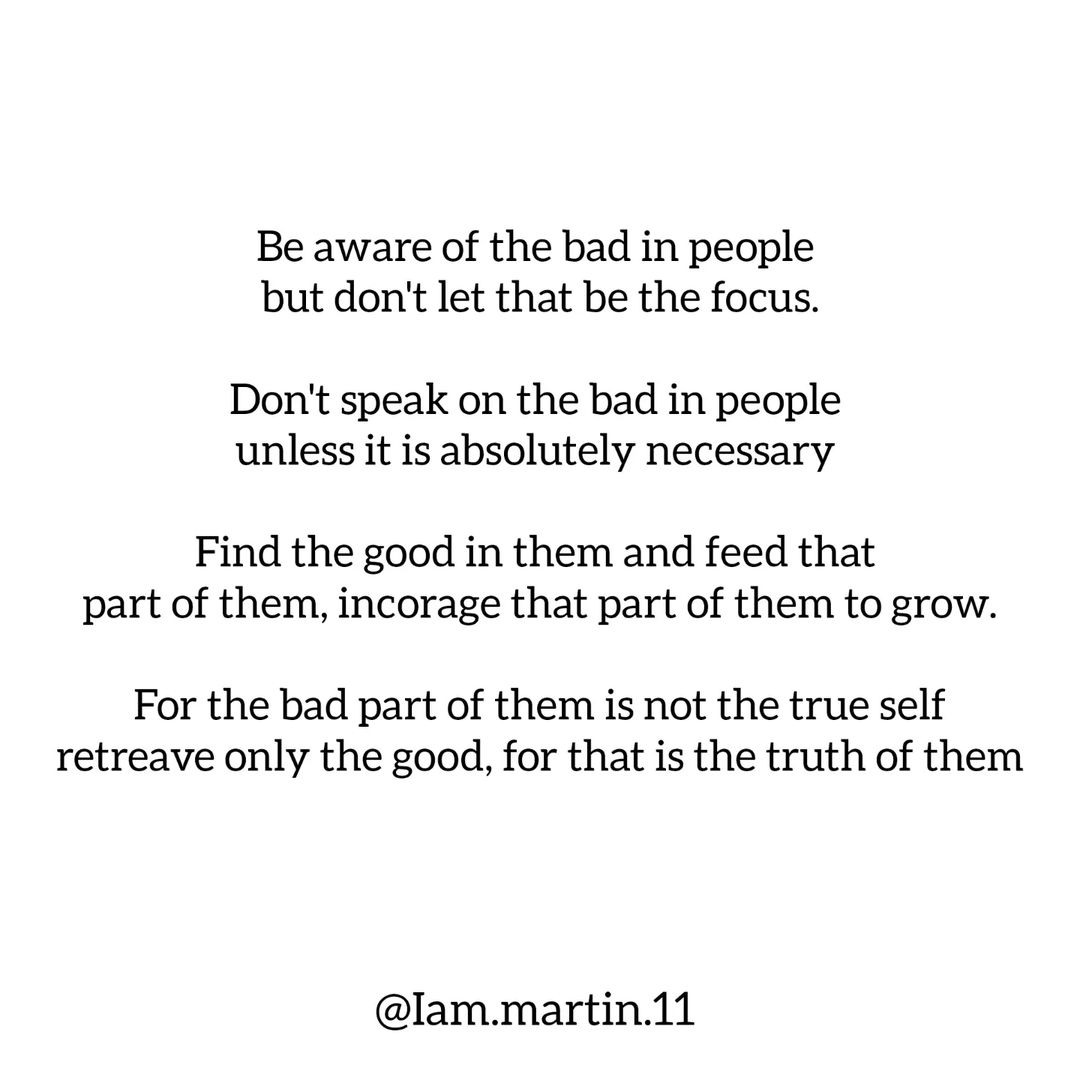 Be aware of the bad in people
but don't let that be the focus.
Don't speak on the bad in people
unless it is absolutely necessary
Find the good in them and feed that
part of them, incorage that part of them to grow.
For the bad part of them is not the true self
retreave only the good, for that is the truth of them
@Iam.martin.11